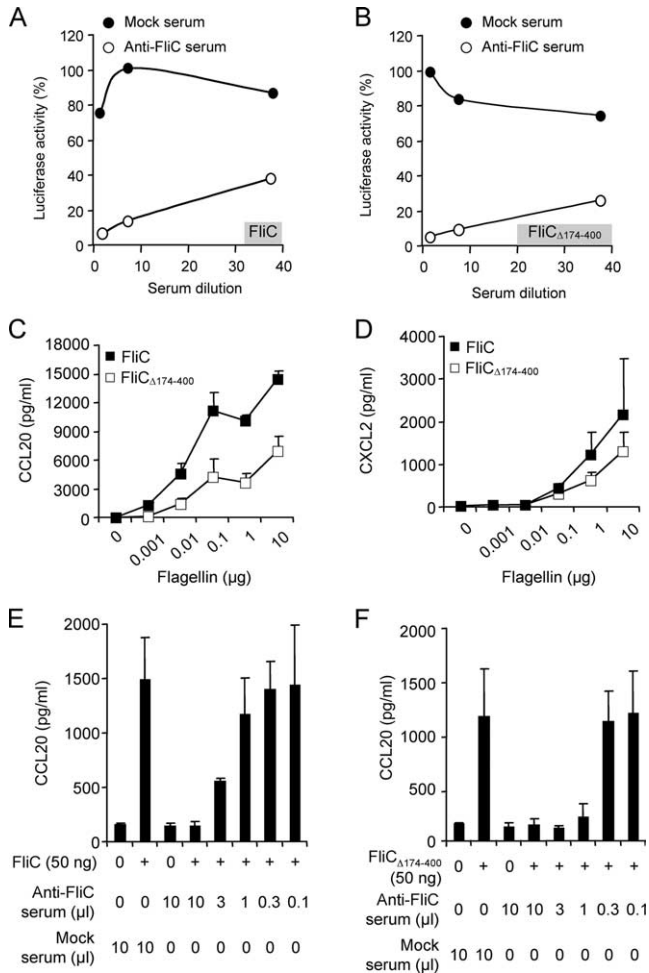 A
Mock serum
Anti-FliC serum
Luciferase activity (%)
120
100
80
60
40
20
0
FliC
0 10 20 30 40
Serum dilution
B
Mock serum
Anti-FliC serum
Luciferase activity (%)
120
100
80
60
40
20
0
FliCΔ174-400
0 10 20 30 40
Serum dilution
C
FliC
FliCΔ174-400
CCL20 (pg/ml)
18000
15000
12000
9000
6000
3000
0
0 0.001 0.01 0.1 1 10
Flagellin (µg)
D
FliC
FliCΔ174-400
CXCL2 (pg/ml)
4000
3000
2000
1000
0
0 0.001 0.01 0.1 1 10
Flagellin (µg)
E
CCL20 (pg/ml)
2000
1500
1000
500
0
FliC (50 ng) 0 + 0 + + + + +
Anti-FliC
serum (µl) 0 0 10 10 3 1 0.3 0.1
Mock
serum (µl) 10 10 0 0 0 0 0 0
F
CCL20 (pg/ml)
2000
1500
1000
500
0
FliCΔ174-400
(50 ng) 0 + 0 + + + + +
Anti-FliC
serum (µl) 0 0 10 10 3 1 0.3 0.1
Mock
serum (µl) 10 10 0 0 0 0 0 0